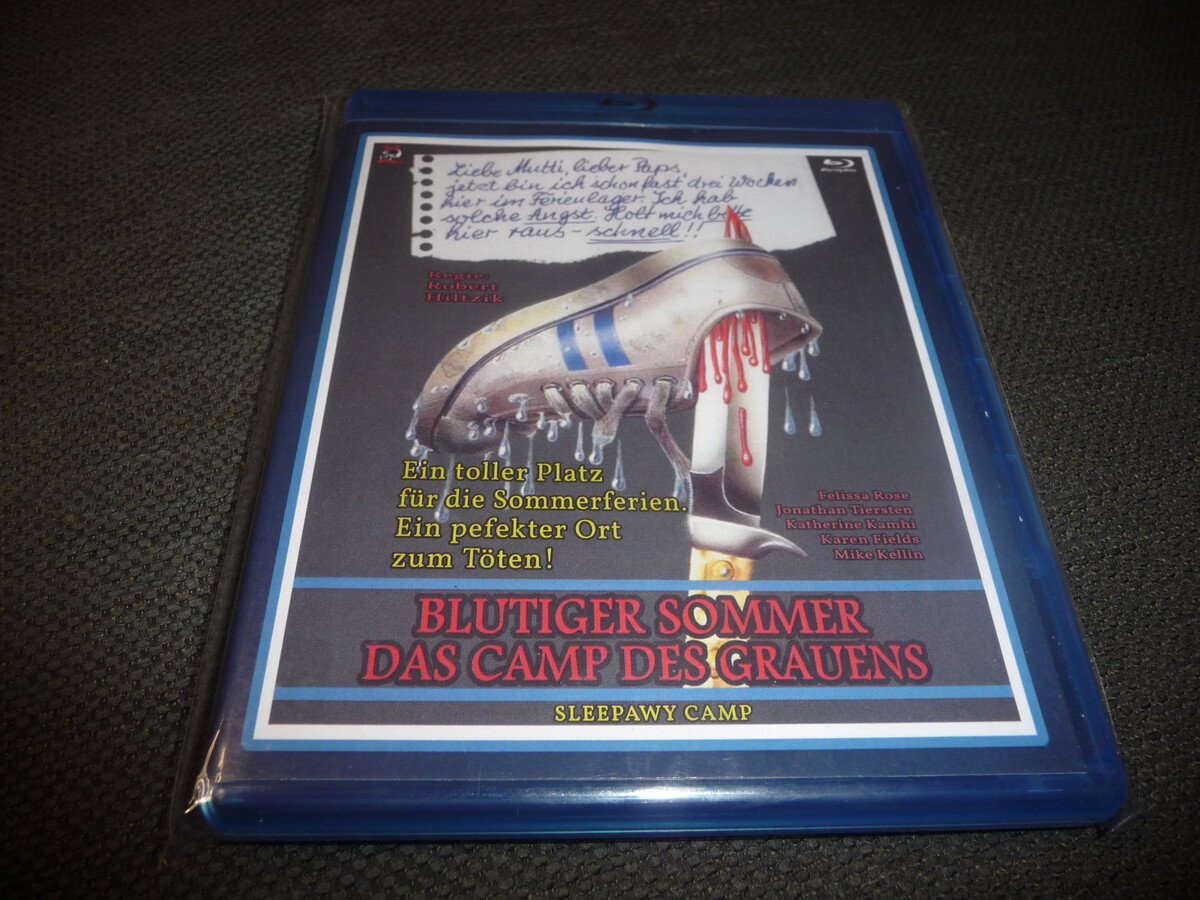 Liebe Mutti, lieber Paps,
jetzt bin ich schon fast drei Wochen
hier im Ferienlager. Ich hab
solche Angst. Holt mich bitte
hier raus - schnell!!
Regie:
Robert
Hiltzik
Ein toller Platz
für die Sommerferien.
Ein pefekter Ort
zum Töten!
Felissa Rose
Jonathan Tiersten
Katherine Kamhi
Karen Fields
Mike Kellin
BLUTIGER SOMMER
DAS CAMP DES GRAUENS
SLEEPAWY CAMP